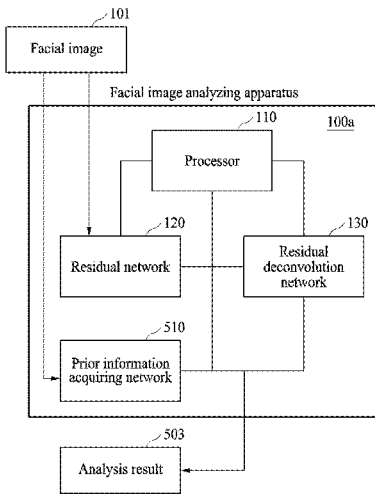 101
Facial image
Facial image analyzing apparatus
110
100a
Processor
120
130
Residual network
Residual
deconvolution
network
510
Prior information
acquiring network
503
Analysis result